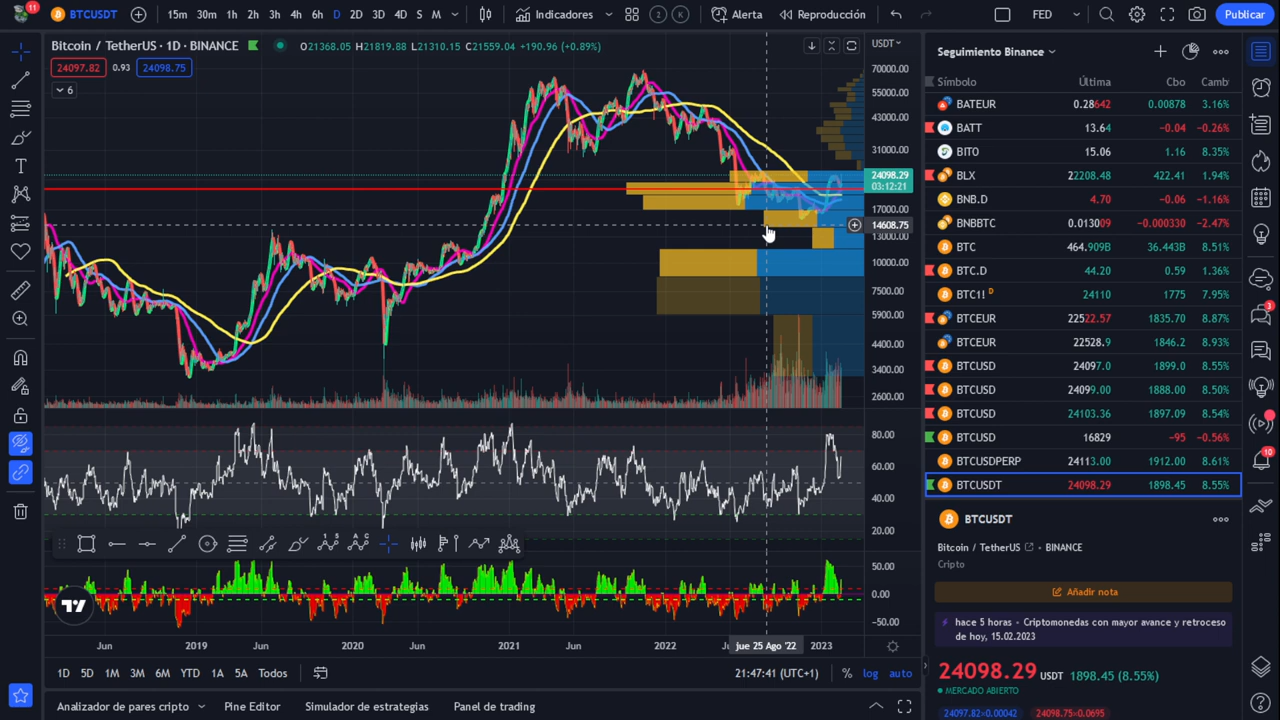 11
BTCUSDT
15m 30m 1h 2h 3h 4h 6h D 2D 3D 4D S M
Indicadores
2 K
Alerta
Reproducción
FED
Publicar
Bitcoin / TetherUS · 1D · BINANCE
O21368.05 H21819.88 L21310.15 C21559.04 +190.96 (+0.89%)
24097.82 0.93 24098.75
6
USDT
70000.00
55000.00
43000.00
31000.00
24098.29
03:12:21
17000.00
14608.75
13000.00
10000.00
7500.00
5900.00
4400.00
3400.00
2600.00
80.00
60.00
40.00
20.00
50.00
0.00
−50.00
Jun 2019 Jun 2020 Jun 2021 Jun 2022 jue 25 Ago '22 2023
1D 5D 1M 3M 6M YTD 1A 5A Todos
21:47:41 (UTC+1) % log auto
Analizador de pares cripto Pine Editor Simulador de estrategias Panel de trading
Seguimiento Binance
Símbolo Última Cbo Camb
BATEUR 0.28642 0.00878 3.16%
BATT 13.64 −0.04 −0.26%
BITO 15.06 1.16 8.35%
BLX 22208.48 422.41 1.94%
BNB.D 4.70 −0.06 −1.16%
BNBBTC 0.013009 −0.000330 −2.47%
BTC 464.909B 36.443B 8.51%
BTC.D 44.20 0.59 1.36%
BTC1! D 24110 1775 7.95%
BTCEUR 22522.57 1835.70 8.87%
BTCEUR 22528.9 1846.2 8.93%
BTCUSD 24097.0 1899.0 8.55%
BTCUSD 24099.00 1888.00 8.50%
BTCUSD 24103.36 1897.09 8.54%
BTCUSD 16829 −95 −0.56%
BTCUSDPERP 24113.00 1912.00 8.61%
BTCUSDT 24098.29 1898.45 8.55%
BTCUSDT
Bitcoin / TetherUS · BINANCE
Cripto
Añadir nota
hace 5 horas · Criptomonedas con mayor avance y retroceso
de hoy, 15.02.2023
24098.29 USDT 1898.45 (8.55%)
MERCADO ABIERTO
24097.82×0.00042 24098.75×0.0695
3
10